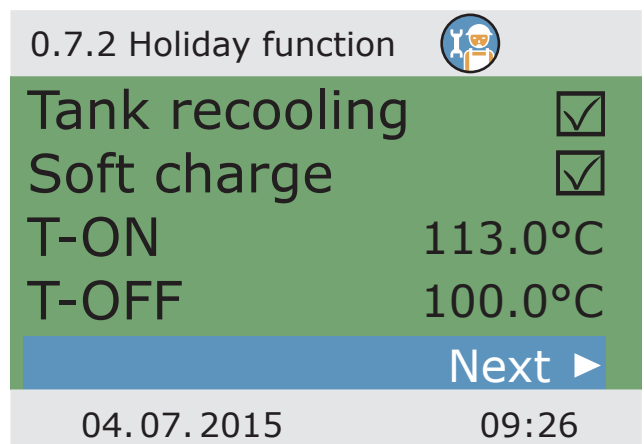 0.7.2 Holiday function
Tank recooling
Soft charge
T-ON 113.0°C
T-OFF 100.0°C
Next ►
04.07.2015 09:26